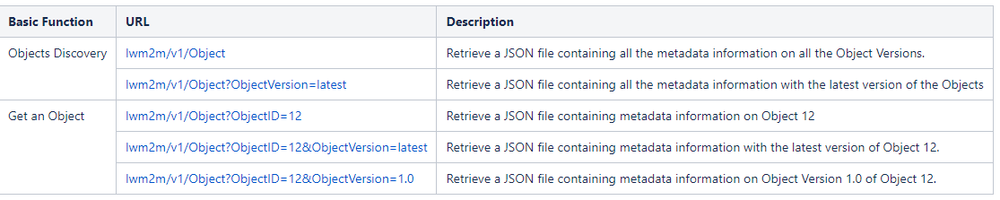 Basic Function URL Description
Objects Discovery lwm2m/v1/Object Retrieve a JSON file containing all the metadata information on all the Object Versions.
lwm2m/v1/Object?ObjectVersion=latest Retrieve a JSON file containing all the metadata information with the latest version of the Objects
Get an Object lwm2m/v1/Object?ObjectID=12 Retrieve a JSON file containing metadata information on Object 12
lwm2m/v1/Object?ObjectID=12&ObjectVersion=latest Retrieve a JSON file containing metadata information with the latest version of Object 12.
lwm2m/v1/Object?ObjectID=12&ObjectVersion=1.0 Retrieve a JSON file containing metadata information on Object Version 1.0 of Object 12.